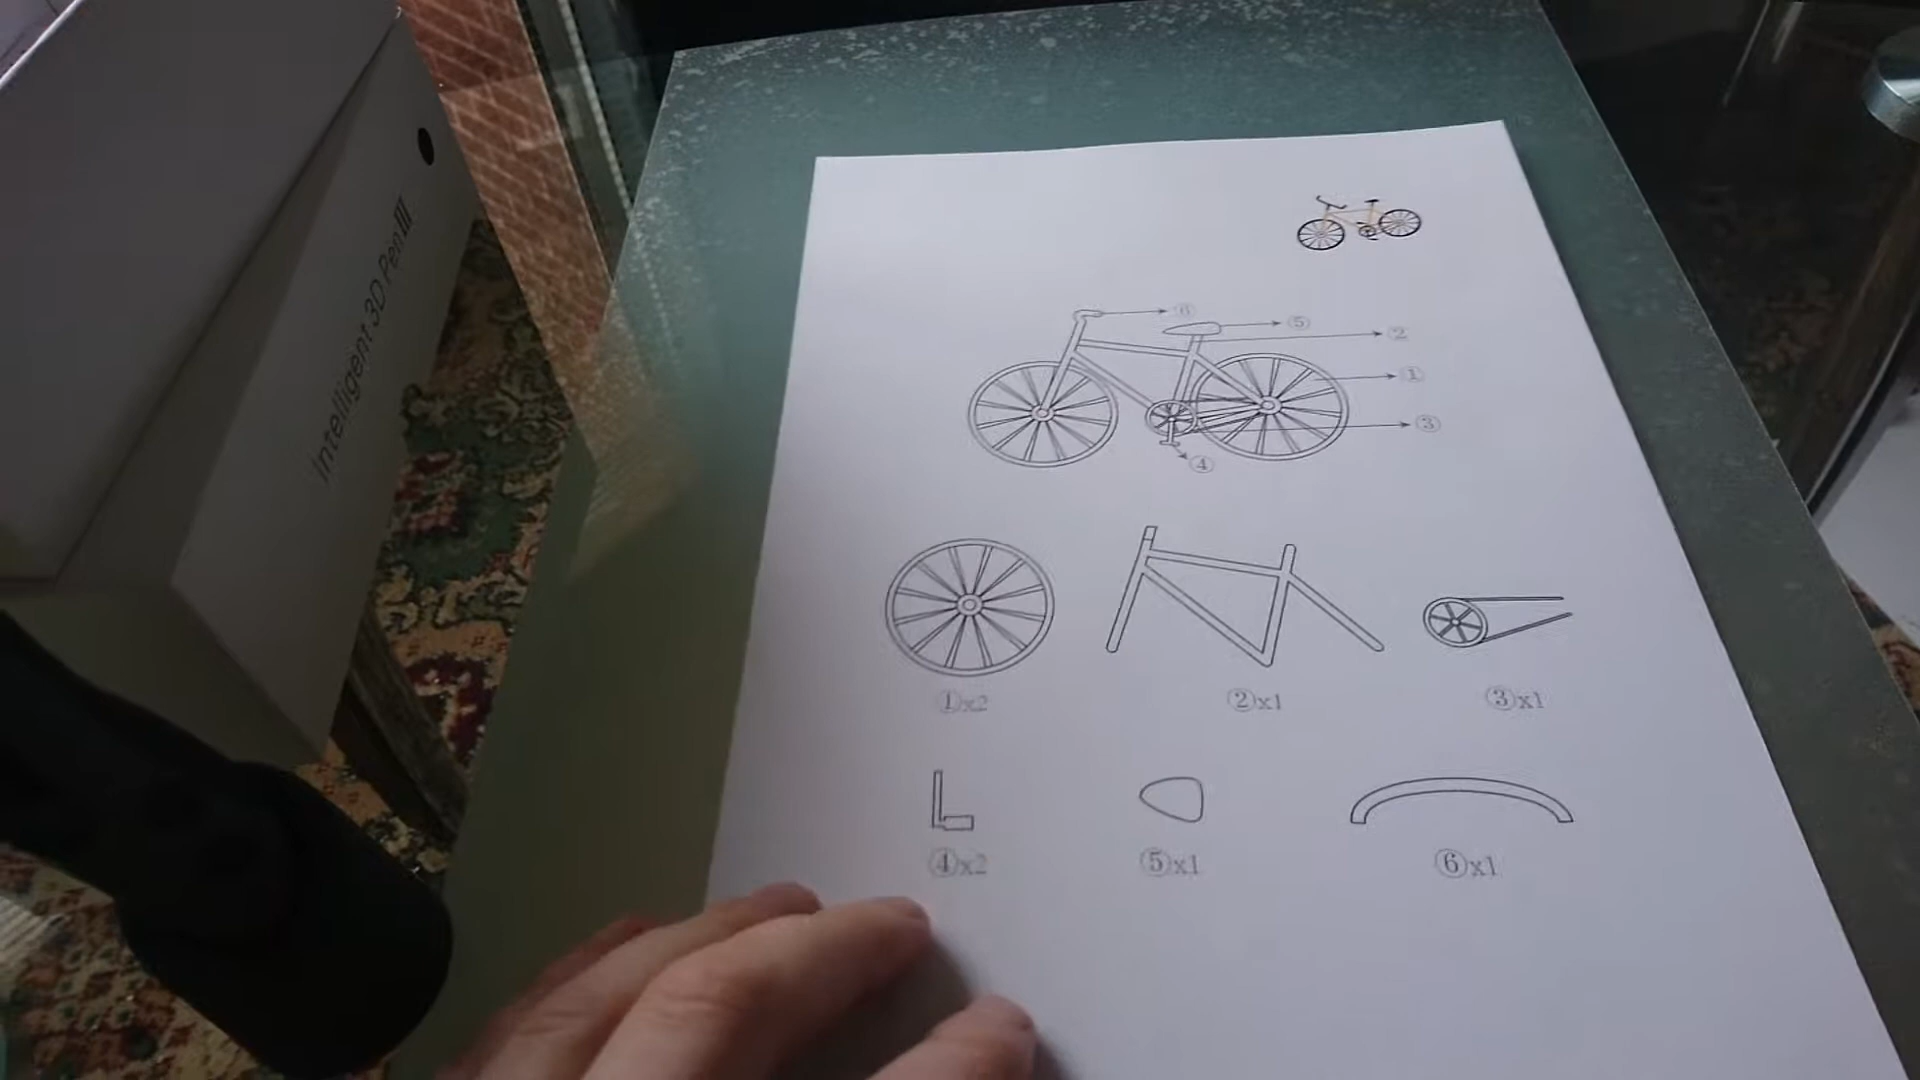 Intelligent 3D Pen III
⑥
⑤
②
①
③
④
①x2 ②x1 ③x1
④x2 ⑤x1 ⑥x1